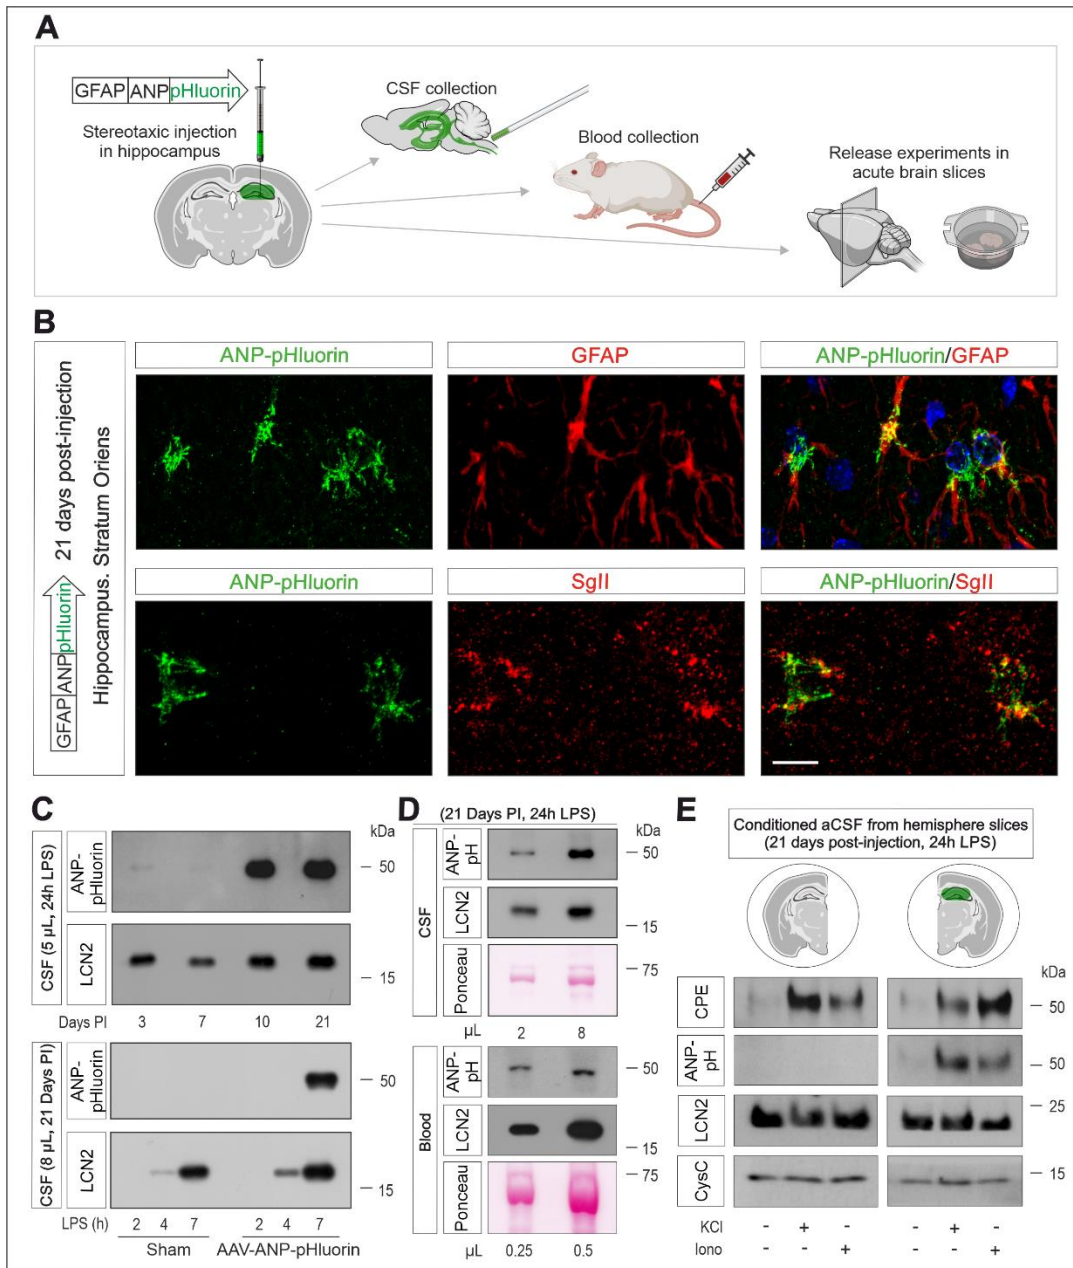 A
GFAP ANP pHluorin
Stereotaxic injection
in hippocampus
CSF collection
Blood collection
Release experiments in
acute brain slices
B
GFAP ANP pHluorin 21 days post-injection
Hippocampus. Stratum Oriens
ANP-pHluorin
GFAP
ANP-pHluorin/GFAP
ANP-pHluorin
SgII
ANP-pHluorin/SgII
C
kDa
CSF (5 µL, 24h LPS)
ANP-
pHluorin
50
LCN2
15
Days PI 3 7 10 21
CSF (8 µL, 21 Days PI)
ANP-
pHluorin
50
LCN2
15
LPS (h) 2 4 7 2 4 7
Sham AAV-ANP-pHluorin
D
(21 Days PI, 24h LPS)
kDa
CSF
ANP-
pH
50
LCN2
15
Ponceau
75
µL 2 8
Blood
ANP-
pH
50
LCN2
15
Ponceau
75
µL 0.25 0.5
E
Conditioned aCSF from hemisphere slices
(21 days post-injection, 24h LPS)
kDa
CPE
50
ANP-
pH
50
LCN2
25
CysC
15
KCl - + - - + -
Iono - - + - - +